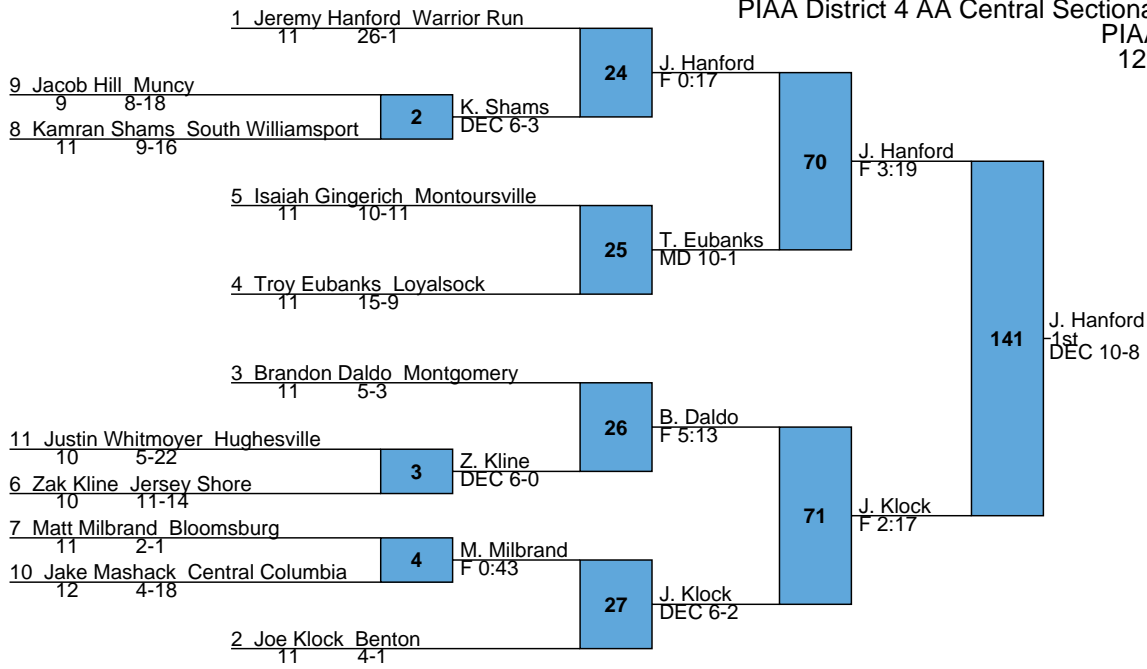 PIAA District 4 AA Central Sectiona
PIAA
12
1 Jeremy Hanford Warrior Run
11 26-1
24
J. Hanford
F 0:17
9 Jacob Hill Muncy
9 8-18
2
K. Shams
DEC 6-3
8 Kamran Shams South Williamsport
11 9-16
70
J. Hanford
F 3:19
5 Isaiah Gingerich Montoursville
11 10-11
25
T. Eubanks
MD 10-1
4 Troy Eubanks Loyalsock
11 15-9
141
J. Hanford
1st
DEC 10-8
3 Brandon Daldo Montgomery
11 5-3
26
B. Daldo
F 5:13
11 Justin Whitmoyer Hughesville
10 5-22
3
Z. Kline
DEC 6-0
6 Zak Kline Jersey Shore
10 11-14
71
J. Klock
F 2:17
7 Matt Milbrand Bloomsburg
11 2-1
4
M. Milbrand
F 0:43
10 Jake Mashack Central Columbia
12 4-18
27
J. Klock
DEC 6-2
2 Joe Klock Benton
11 4-1